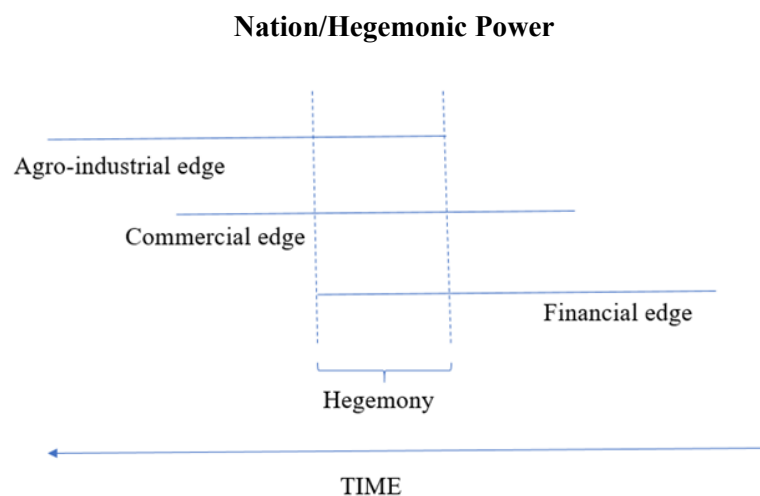 Nation/Hegemonic Power
Agro-industrial edge
Commercial edge
Financial edge
Hegemony
TIME